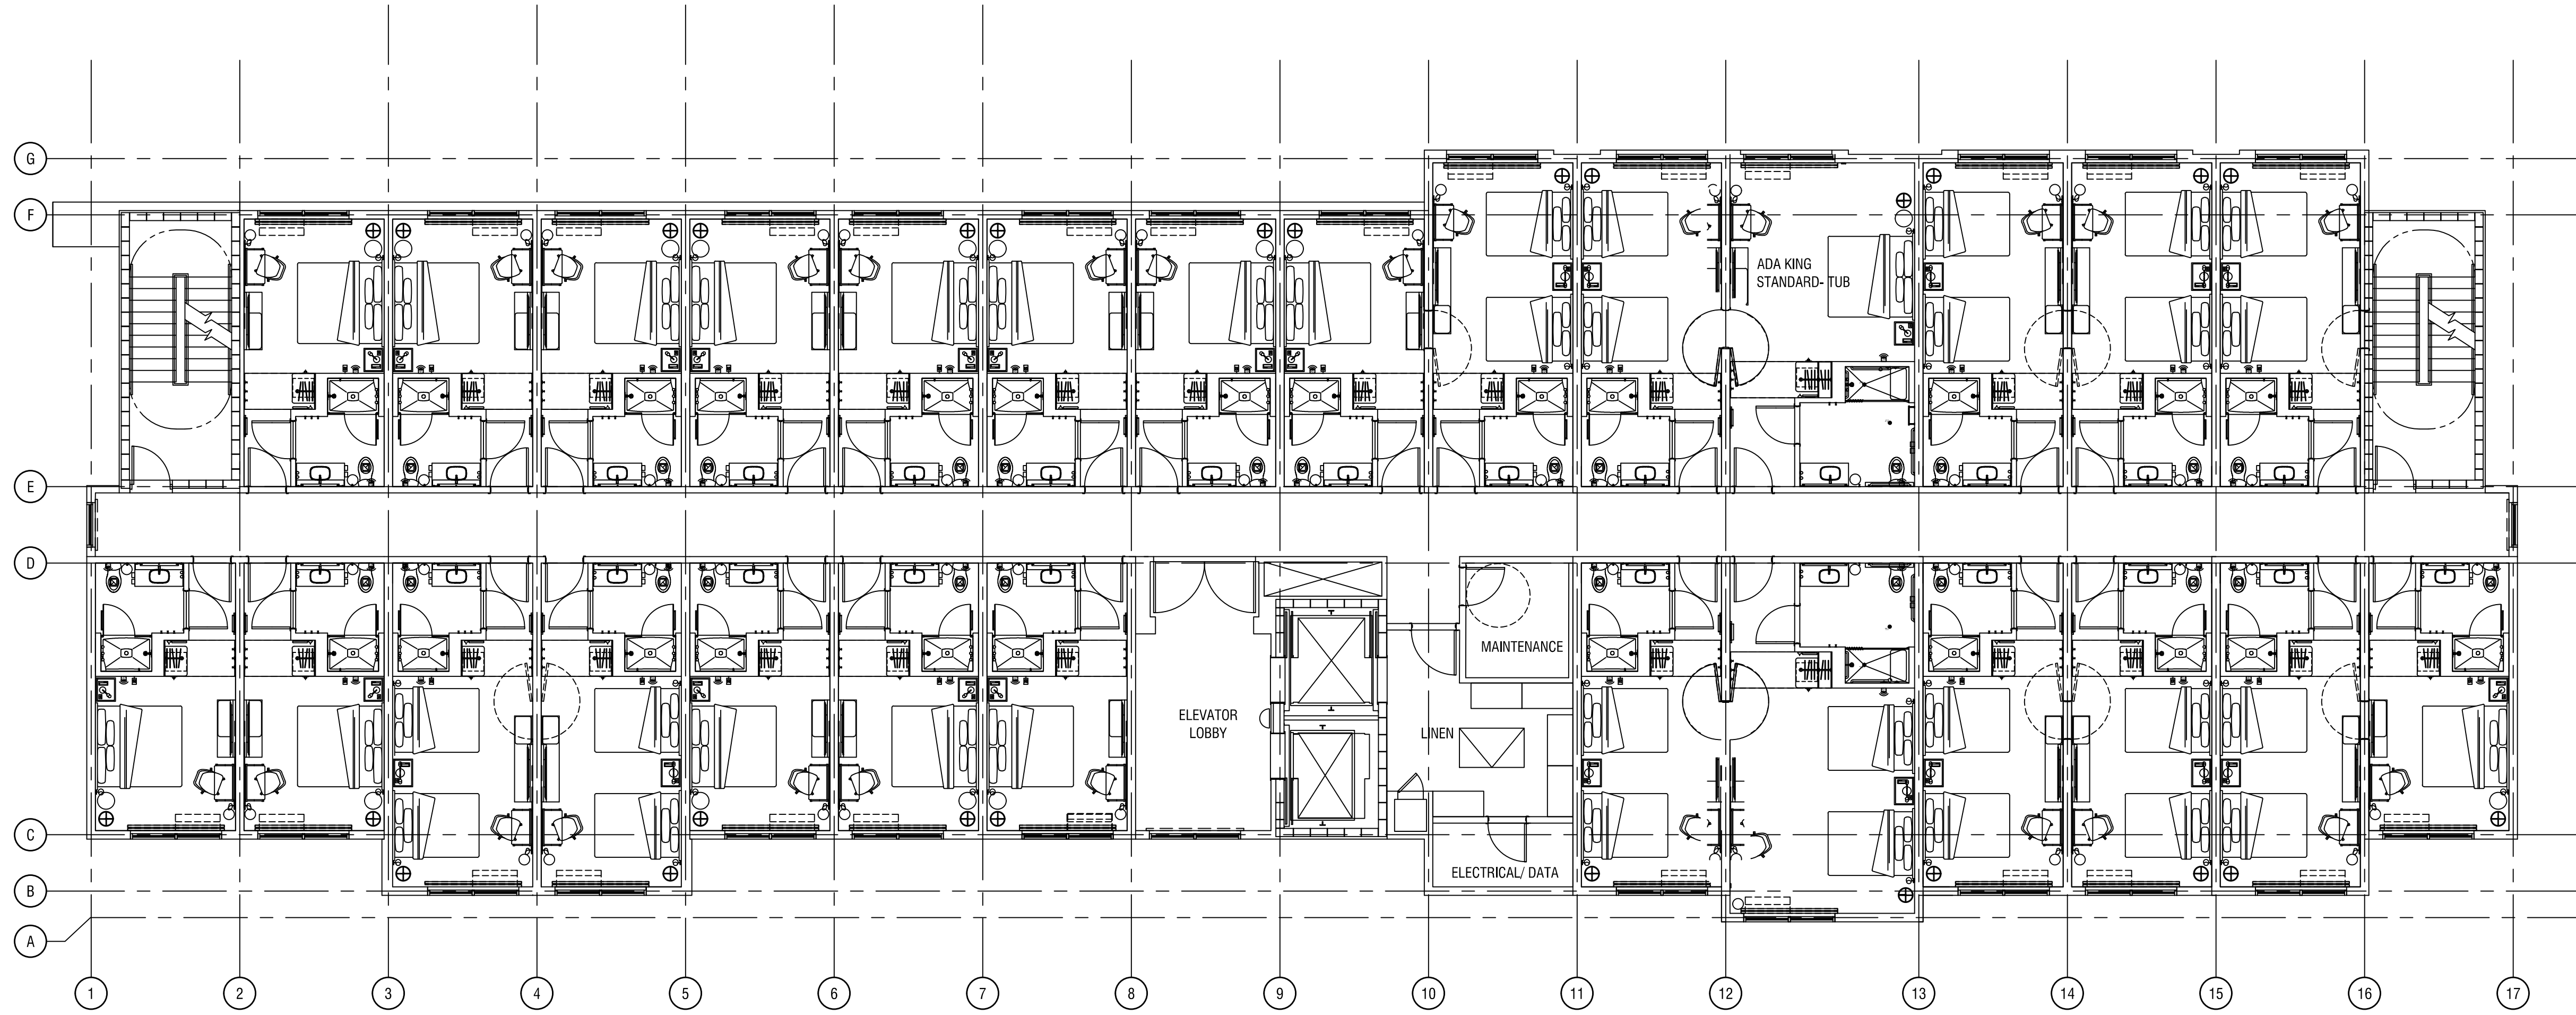 G
F
ADA KING
STANDARD- TUB
E
D
MAINTENANCE
ELEVATOR
LOBBY
LINEN
C
ELECTRICAL/ DATA
B
A
1
2
3
4
5
6
7
8
9
10
11
12
13
14
15
16
17